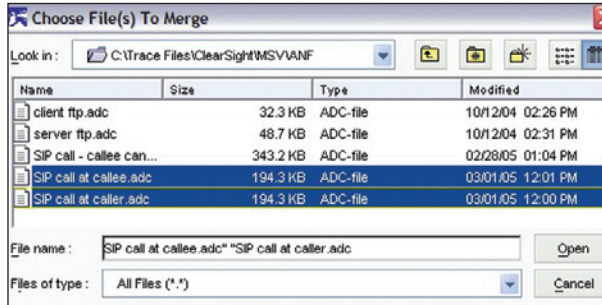 Choose File(s) To Merge
Look in : C:\Trace Files\ClearSight\MSV\ANF
Name Size Type Modified
client ftp.adc 32.3 KB ADC-file 10/12/04 02:26 PM
server ftp.adc 48.7 KB ADC-file 10/12/04 02:31 PM
SIP call - callee can... 343.2 KB ADC-file 02/28/05 01:04 PM
SIP call at callee.adc 194.3 KB ADC-file 03/01/05 12:01 PM
SIP call at caller.adc 194.3 KB ADC-file 03/01/05 12:00 PM
File name : SIP call at callee.adc" "SIP call at caller.adc Open
Files of type : All Files (*.*) Cancel